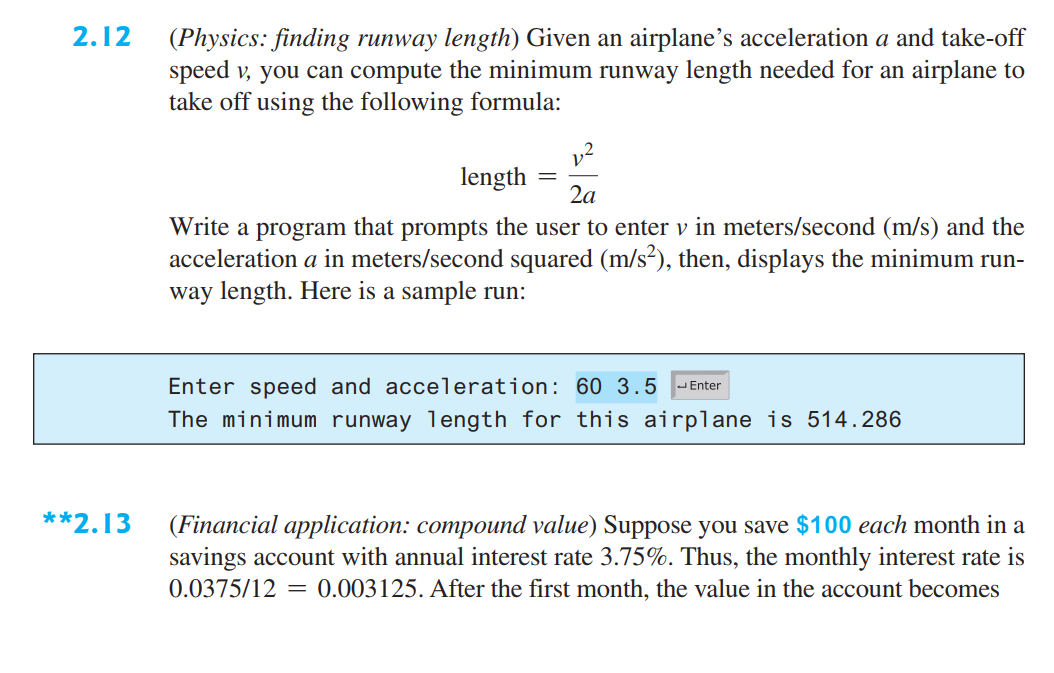 2.12 (Physics: finding runway length) Given an airplane’s acceleration a and take-off
speed v, you can compute the minimum runway length needed for an airplane to
take off using the following formula:
length = v²/2a
Write a program that prompts the user to enter v in meters/second (m/s) and the
acceleration a in meters/second squared (m/s²), then, displays the minimum run-
way length. Here is a sample run:
Enter speed and acceleration: 60 3.5 ↵Enter
The minimum runway length for this airplane is 514.286
**2.13 (Financial application: compound value) Suppose you save $100 each month in a
savings account with annual interest rate 3.75%. Thus, the monthly interest rate is
0.0375/12 = 0.003125. After the first month, the value in the account becomes